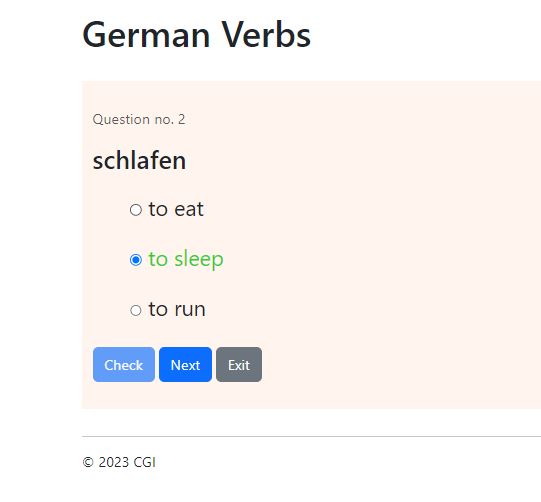 German Verbs
Question no. 2
schlafen
to eat
to sleep
to run
Check Next Exit
© 2023 CGI